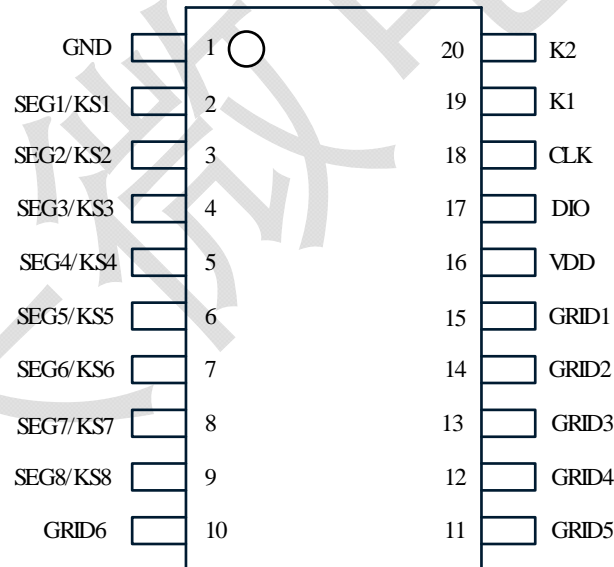 GND 1 20 K2
SEG1/KS1 2 19 K1
SEG2/KS2 3 18 CLK
SEG3/KS3 4 17 DIO
SEG4/KS4 5 16 VDD
SEG5/KS5 6 15 GRID1
SEG6/KS6 7 14 GRID2
SEG7/KS7 8 13 GRID3
SEG8/KS8 9 12 GRID4
GRID6 10 11 GRID5
微